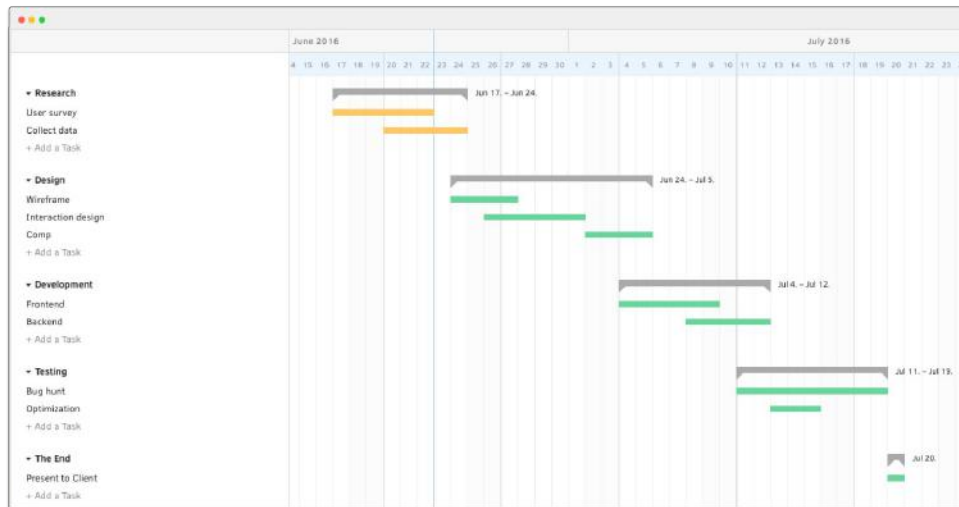 June 2016 July 2016
4 15 16 17 18 19 20 21 22 23 24 25 26 27 28 29 30 1 2 3 4 5 6 7 8 9 10 11 12 13 14 15 16 17 18 19 20 21 22 23
Research Jun 17. – Jun 24.
User survey
Collect data
+ Add a Task
Design Jun 24. – Jul 5.
Wireframe
Interaction design
Comp
+ Add a Task
Development Jul 4. – Jul 12.
Frontend
Backend
+ Add a Task
Testing Jul 11. – Jul 19.
Bug hunt
Optimization
+ Add a Task
The End Jul 20.
Present to Client
+ Add a Task